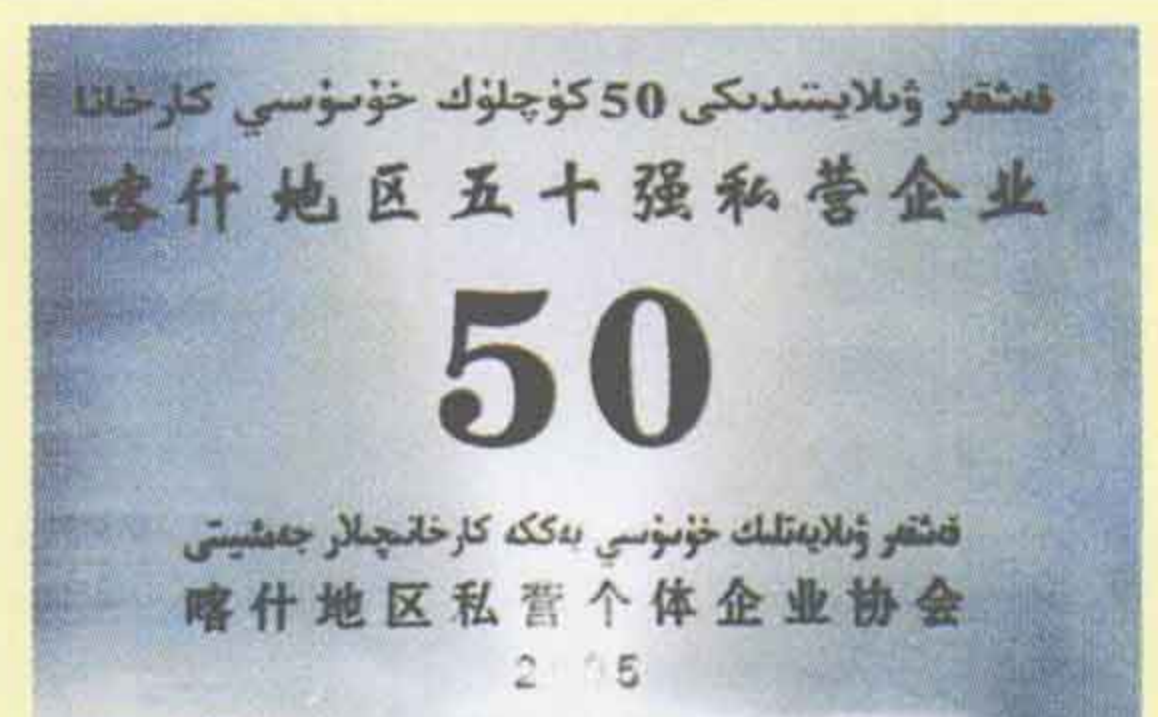 قەشقەر ۋىلايىتىدىكى 50 كۈچلۈك خۇسۇسىي كارخانا
喀什地区五十强私营企业
50
قەشقەر ۋىلايەتلىك خۇسۇسىي يەككە كارخانىچىلار جەمئىيىتى
喀什地区私营个体企业协会